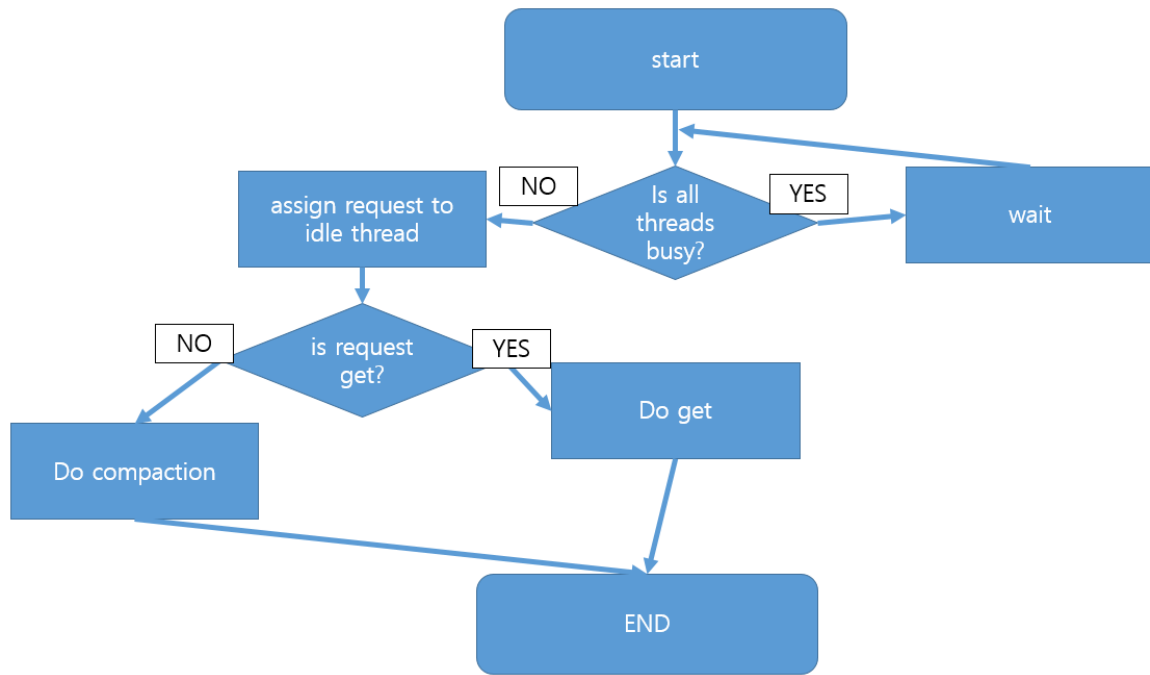 start
NO
YES
assign request to
idle thread
Is all
threads
busy?
wait
NO
is request
get?
YES
Do get
Do compaction
END